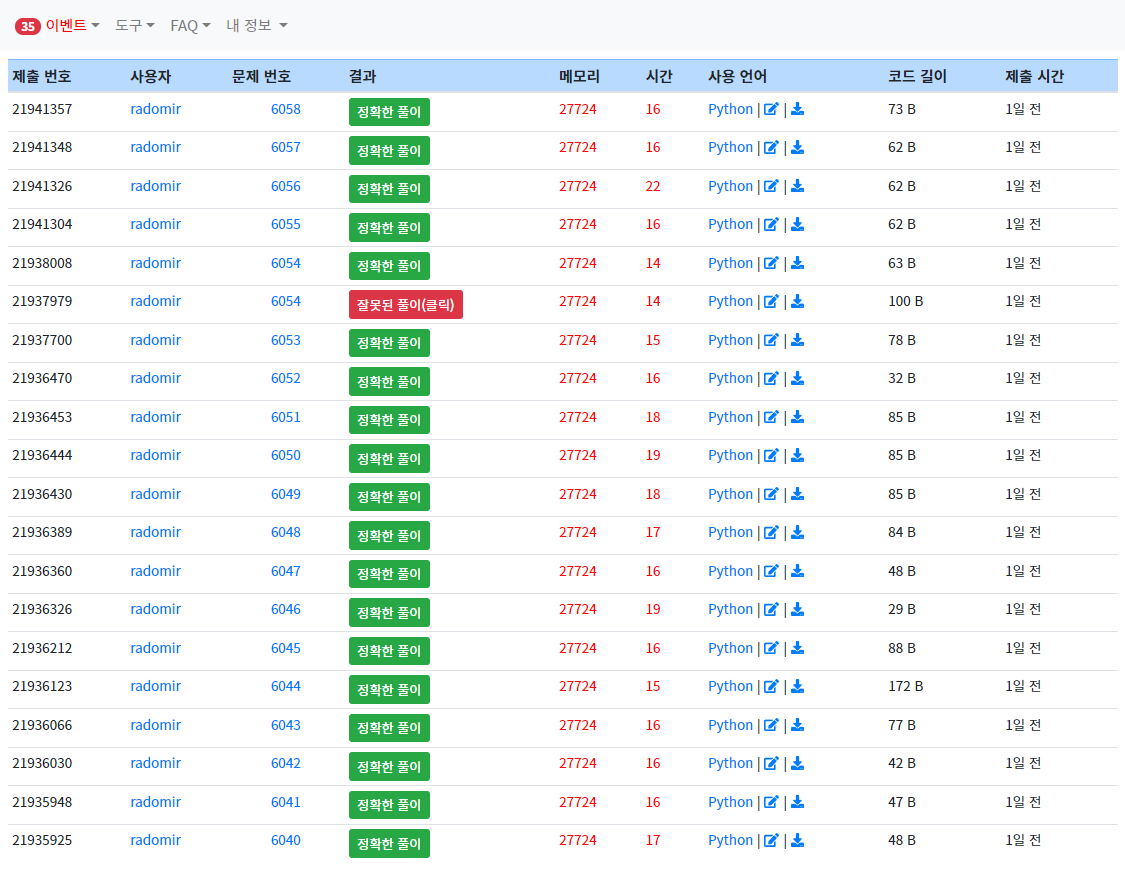 35 이벤트 도구 FAQ 내 정보
제출 번호 사용자 문제 번호 결과 메모리 시간 사용 언어 코드 길이 제출 시간
21941357 radomir 6058 정확한 풀이 27724 16 Python | | 73 B 1일 전
21941348 radomir 6057 정확한 풀이 27724 16 Python | | 62 B 1일 전
21941326 radomir 6056 정확한 풀이 27724 22 Python | | 62 B 1일 전
21941304 radomir 6055 정확한 풀이 27724 16 Python | | 62 B 1일 전
21938008 radomir 6054 정확한 풀이 27724 14 Python | | 63 B 1일 전
21937979 radomir 6054 잘못된 풀이(클릭) 27724 14 Python | | 100 B 1일 전
21937700 radomir 6053 정확한 풀이 27724 15 Python | | 78 B 1일 전
21936470 radomir 6052 정확한 풀이 27724 16 Python | | 32 B 1일 전
21936453 radomir 6051 정확한 풀이 27724 18 Python | | 85 B 1일 전
21936444 radomir 6050 정확한 풀이 27724 19 Python | | 85 B 1일 전
21936430 radomir 6049 정확한 풀이 27724 18 Python | | 85 B 1일 전
21936389 radomir 6048 정확한 풀이 27724 17 Python | | 84 B 1일 전
21936360 radomir 6047 정확한 풀이 27724 16 Python | | 48 B 1일 전
21936326 radomir 6046 정확한 풀이 27724 19 Python | | 29 B 1일 전
21936212 radomir 6045 정확한 풀이 27724 16 Python | | 88 B 1일 전
21936123 radomir 6044 정확한 풀이 27724 15 Python | | 172 B 1일 전
21936066 radomir 6043 정확한 풀이 27724 16 Python | | 77 B 1일 전
21936030 radomir 6042 정확한 풀이 27724 16 Python | | 42 B 1일 전
21935948 radomir 6041 정확한 풀이 27724 16 Python | | 47 B 1일 전
21935925 radomir 6040 정확한 풀이 27724 17 Python | | 48 B 1일 전